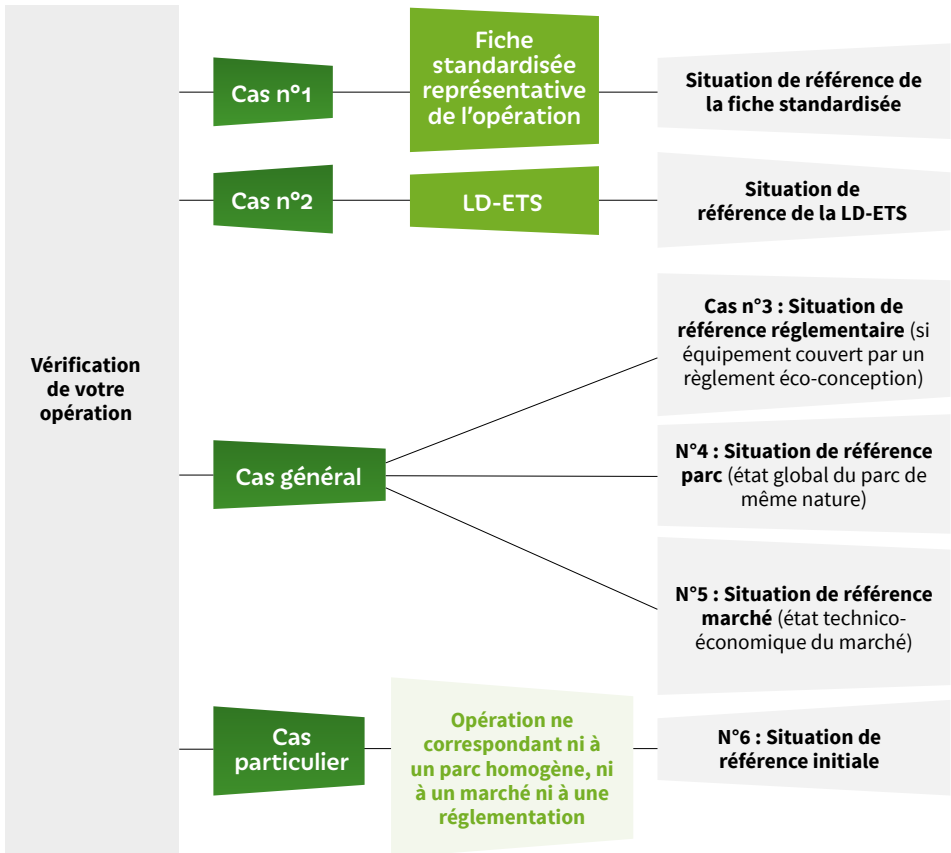 Vérification
de votre
opération
Cas n°1
Fiche
standardisée
représentative
de l'opération
Situation de référence de
la fiche standardisée
Cas n°2
LD-ETS
Situation de
référence de la LD-ETS
Cas général
Cas n°3 : Situation de
référence réglementaire (si
équipement couvert par un
règlement éco-conception)
N°4 : Situation de référence
parc (état global du parc de
même nature)
N°5 : Situation de référence
marché (état technico-
économique du marché)
Cas
particulier
Opération ne
correspondant ni à
un parc homogène, ni
à un marché ni à une
réglementation
N°6 : Situation de
référence initiale